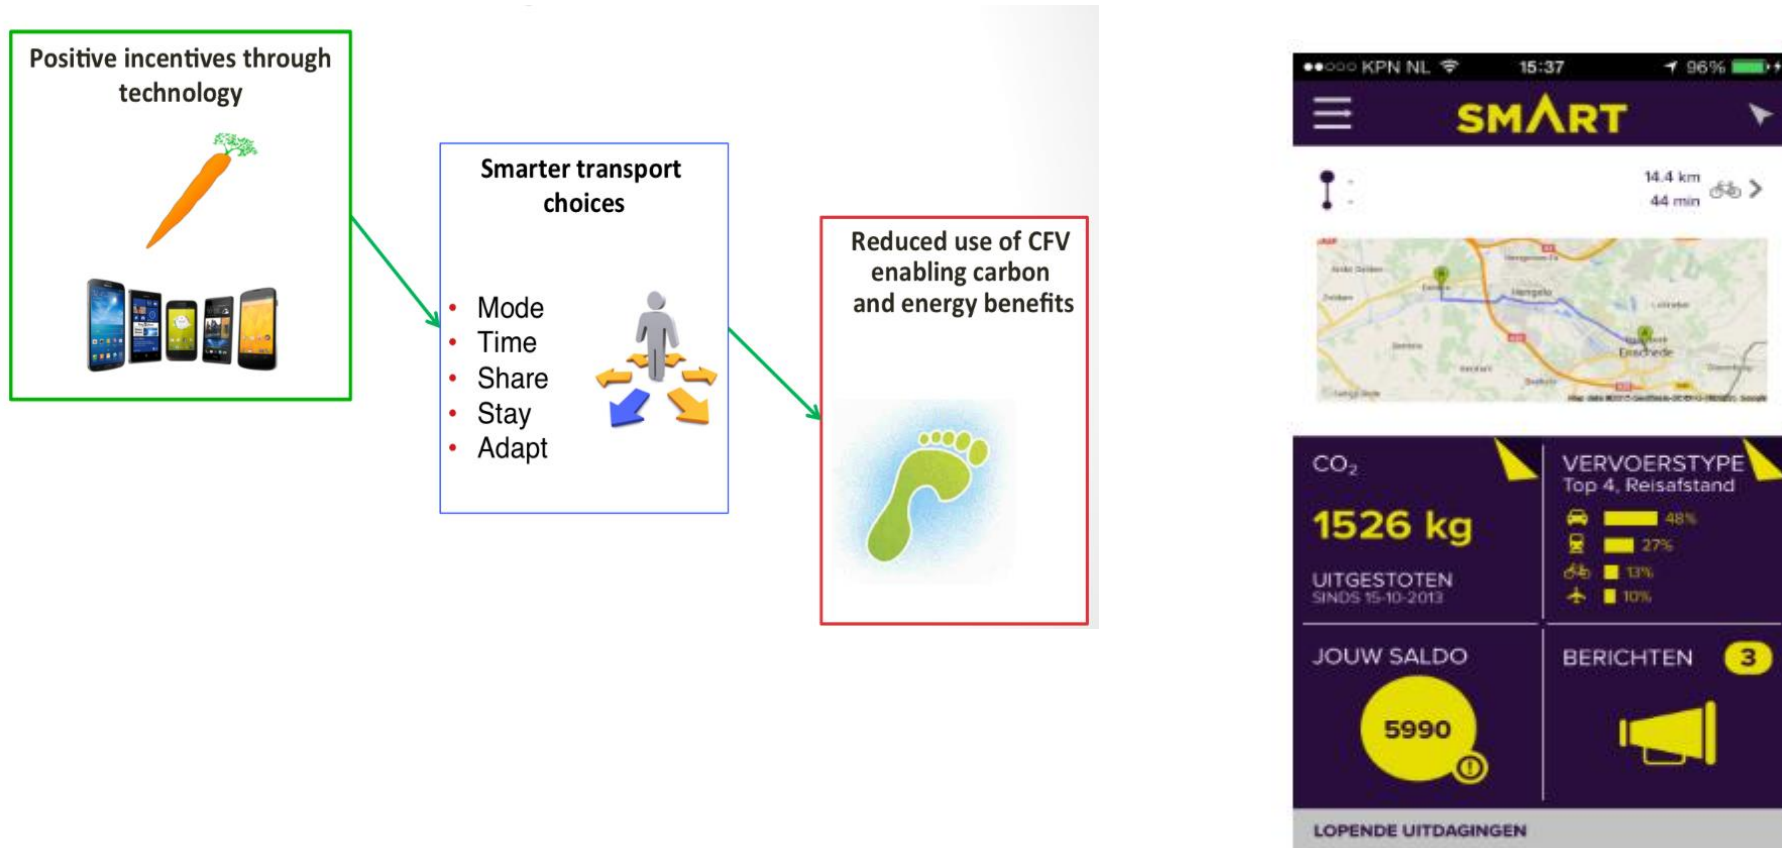 Positive incentives through
technology
Smarter transport
choices
• Mode
• Time
• Share
• Stay
• Adapt
Reduced use of CFV
enabling carbon
and energy benefits
KPN NL 15:37 96%
SMART
14.4 km
44 min
Hengelo
Enschede
CO₂
1526 kg
UITGESTOTEN
SINDS 15-10-2013
VERVOERSTYPE
Top 4, Reisafstand
48%
27%
13%
10%
JOUW SALDO
5990
BERICHTEN 3
LOPENDE UITDAGINGEN